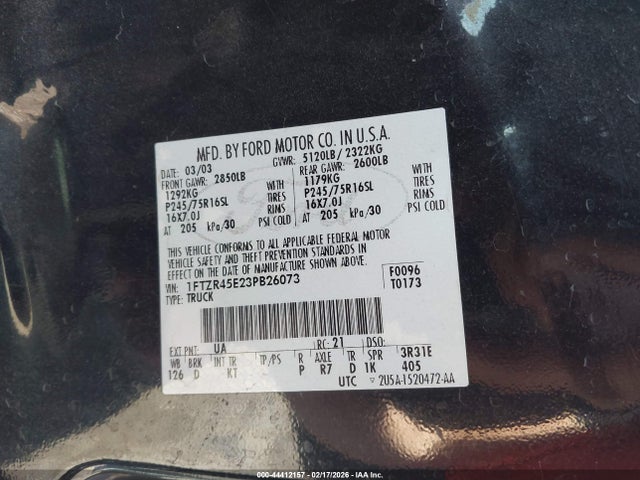 MFD. BY FORD MOTOR CO. IN U.S.A.
DATE: 03/03 GVWR: 5120LB/ 2322KG
FRONT GAWR: 2850LB REAR GAWR: 2600LB
1292KG WITH 1179KG WITH
P245/75R16SL TIRES P245/75R16SL TIRES
16X7.0J RIMS 16X7.0J RIMS
AT 205 kPa/30 PSI COLD AT 205 kPa/30 PSI COLD
THIS VEHICLE CONFORMS TO ALL APPLICABLE FEDERAL MOTOR
VEHICLE SAFETY AND BUMPER STANDARDS IN EFFECT ON THE DATE OF
MANUFACTURE SHOWN ABOVE.
VIN: 1FTZR45E23PB26073 F0096
TYPE: TRUCK T0173
EXT PNT: UA RC: 21 DSO:
WB BRK INT TR TP/PS R AXLE TR SPR 3R31E
126 D KT P R7 D 1K 405
UTC 2U5A-1520472-AA
000-44412157 - 02/17/2026 - IAA Inc.